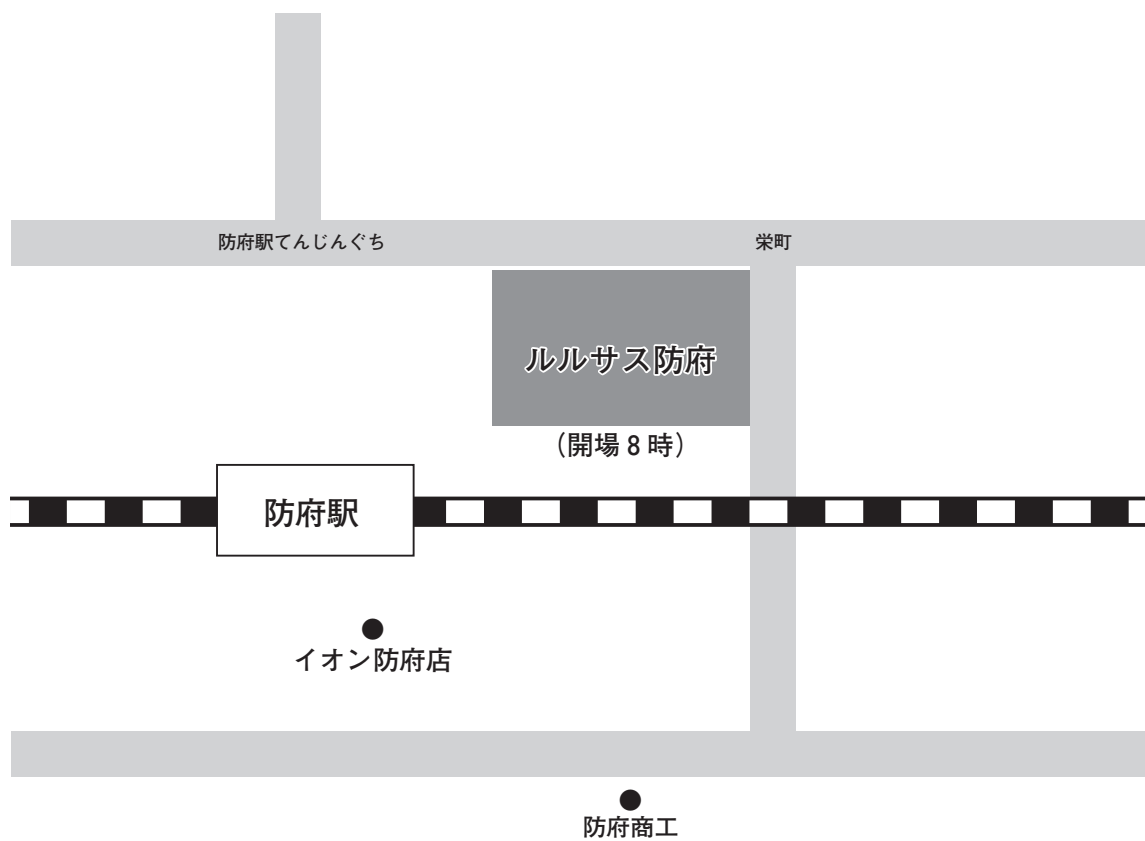 防府駅てんじんぐち
栄町
ルルサス防府
（開場 8 時）
防府駅
イオン防府店
防府商工